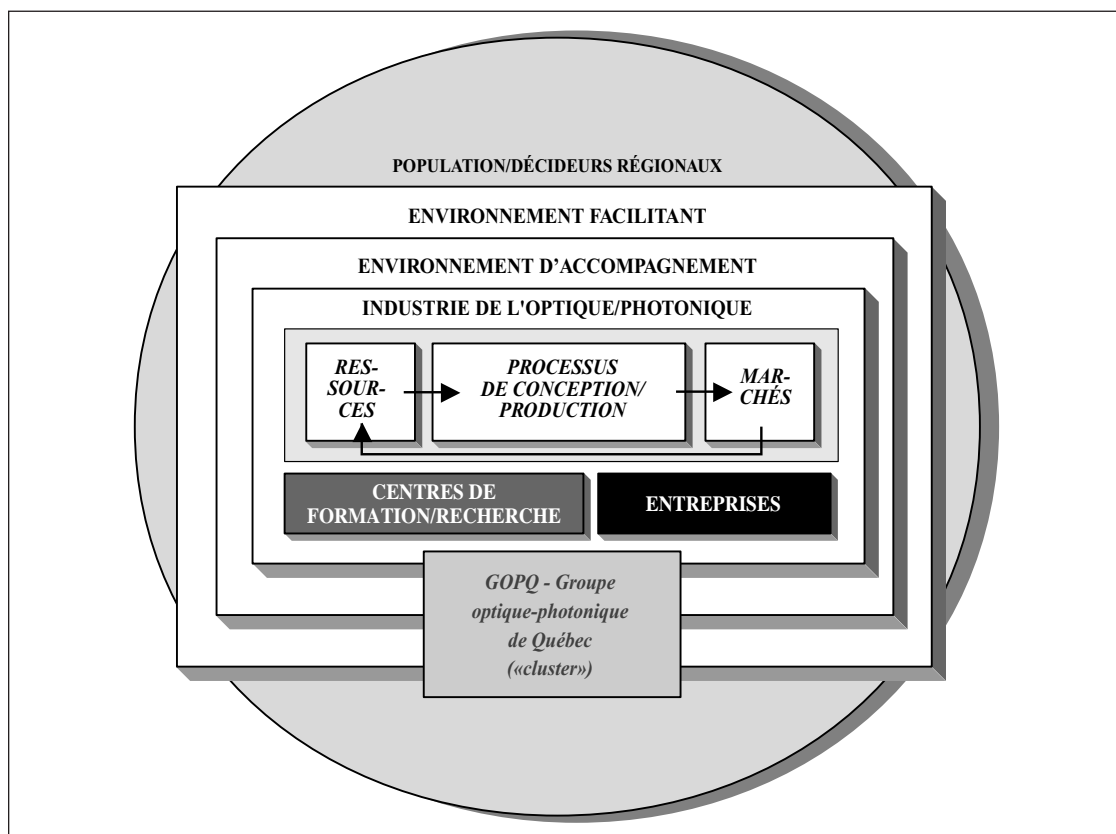 POPULATION/DÉCIDEURS RÉGIONAUX
ENVIRONNEMENT FACILITANT
ENVIRONNEMENT D’ACCOMPAGNEMENT
INDUSTRIE DE L'OPTIQUE/PHOTONIQUE
RES-
SOUR-
CES
PROCESSUS
DE CONCEPTION/
PRODUCTION
MAR-
CHÉS
CENTRES DE
FORMATION/RECHERCHE
ENTREPRISES
GOPQ - Groupe
optique-photonique
de Québec
(«cluster»)